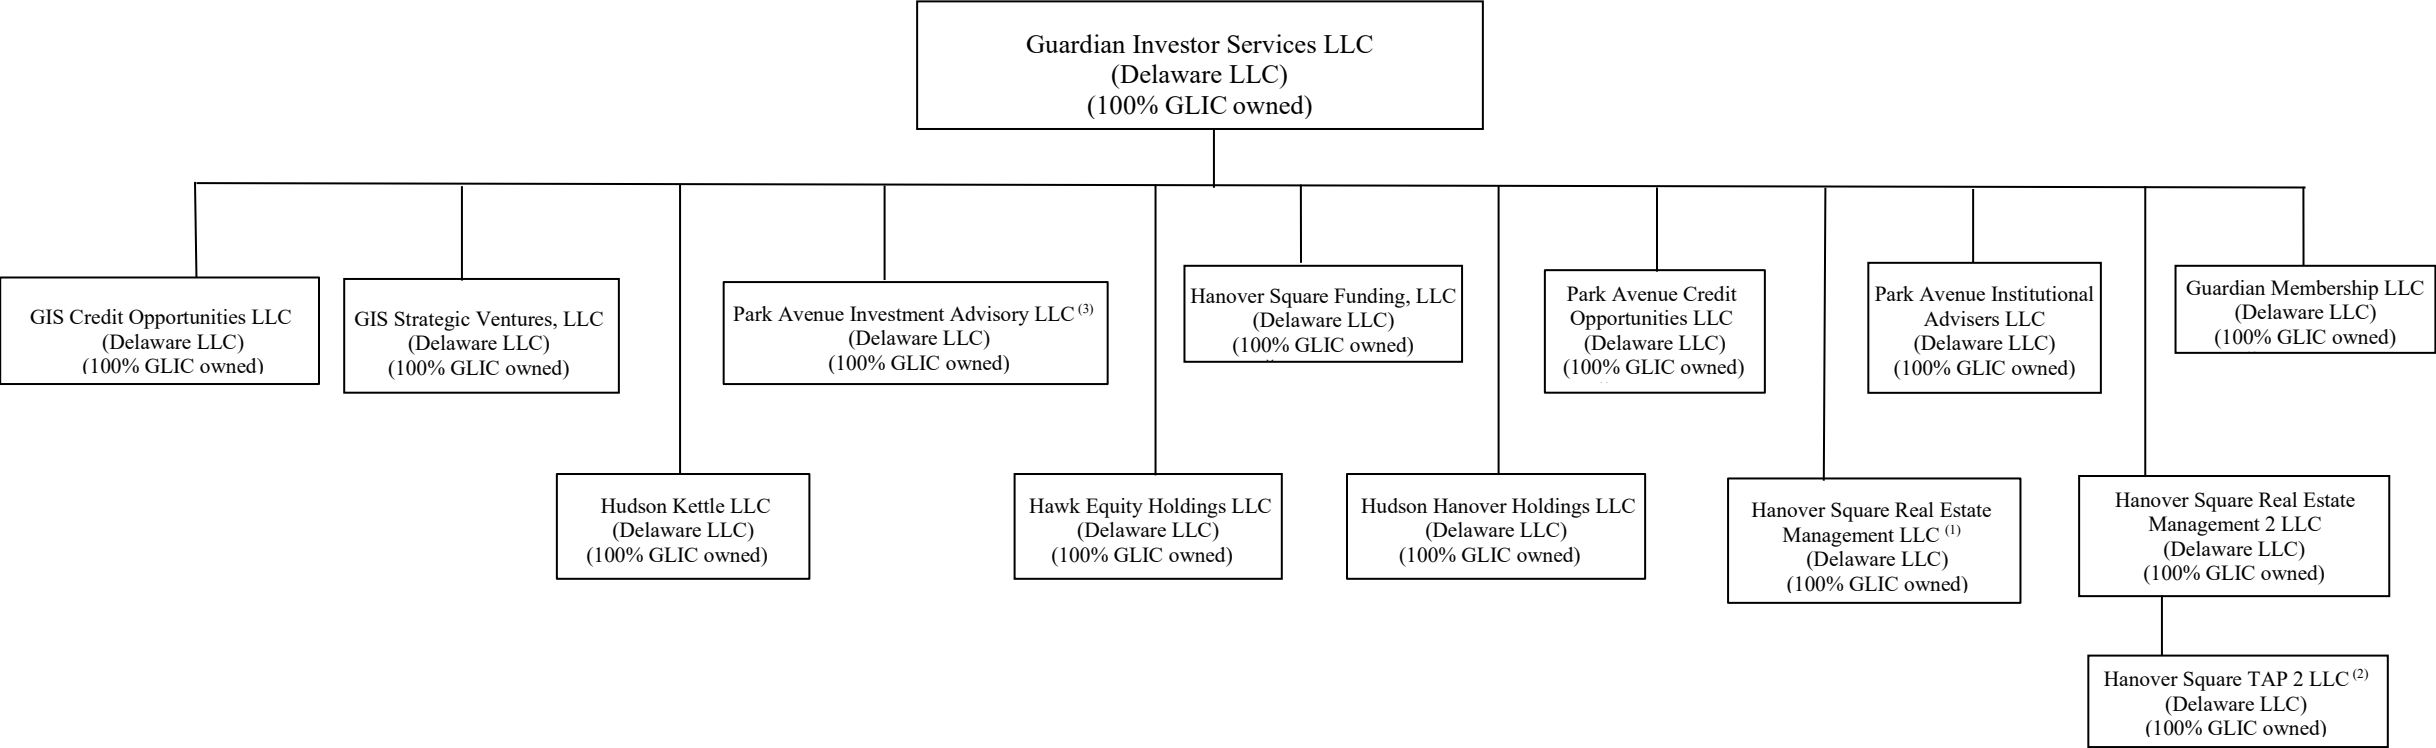 Guardian Investor Services LLC
(Delaware LLC)
(100% GLIC owned)
GIS Credit Opportunities LLC
(Delaware LLC)
(100% GLIC owned)
GIS Strategic Ventures, LLC
(Delaware LLC)
(100% GLIC owned)
Park Avenue Investment Advisory LLC (3)
(Delaware LLC)
(100% GLIC owned)
Hanover Square Funding, LLC
(Delaware LLC)
(100% GLIC owned)
Park Avenue Credit
Opportunities LLC
(Delaware LLC)
(100% GLIC owned)
Park Avenue Institutional
Advisers LLC
(Delaware LLC)
(100% GLIC owned)
Guardian Membership LLC
(Delaware LLC)
(100% GLIC owned)
Hudson Kettle LLC
(Delaware LLC)
(100% GLIC owned)
Hawk Equity Holdings LLC
(Delaware LLC)
(100% GLIC owned)
Hudson Hanover Holdings LLC
(Delaware LLC)
(100% GLIC owned)
Hanover Square Real Estate
Management LLC (1)
(Delaware LLC)
(100% GLIC owned)
Hanover Square Real Estate
Management 2 LLC
(Delaware LLC)
(100% GLIC owned)
Hanover Square TAP 2 LLC (2)
(Delaware LLC)
(100% GLIC owned)